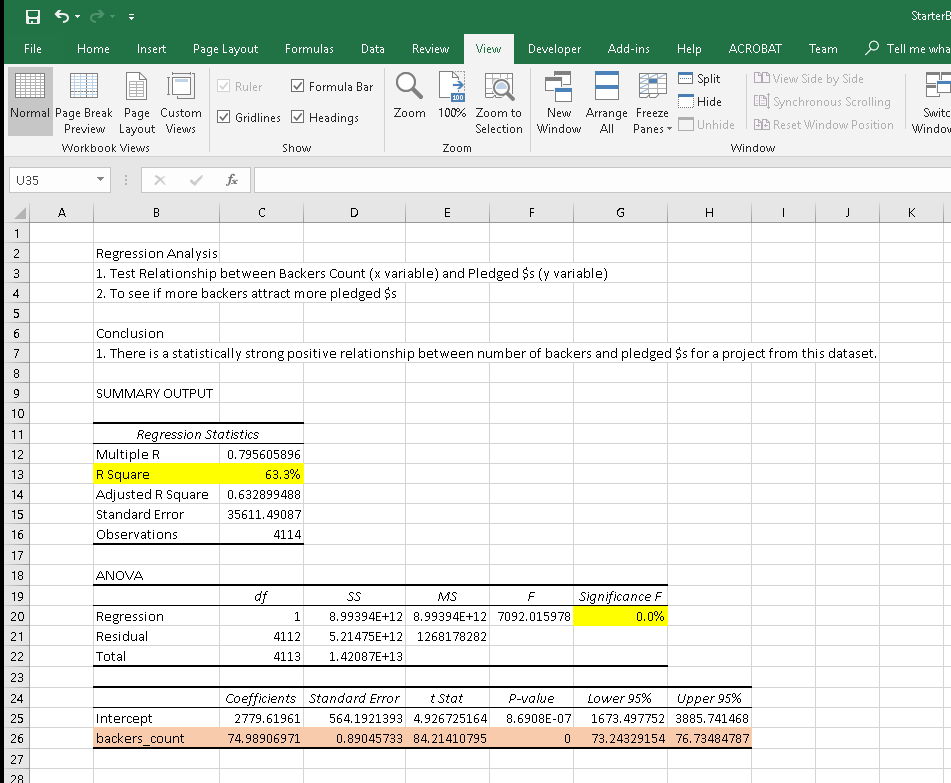 StarterB
File Home Insert Page Layout Formulas Data Review View Developer Add-ins Help ACROBAT Team Tell me wha
Normal Page Break Preview Page Layout Custom Views
Workbook Views
Ruler Formula Bar
Gridlines Headings
Show
Zoom 100% Zoom to Selection
100
Zoom
New Window Arrange All Freeze Panes
Split
Hide
Unhide
View Side by Side
Synchronous Scrolling
Reset Window Position
Window
Switc
Window
U35 fx
A B C D E F G H I J K
1
2 Regression Analysis
3 1. Test Relationship between Backers Count (x variable) and Pledged $s (y variable)
4 2. To see if more backers attract more pledged $s
5
6 Conclusion
7 1. There is a statistically strong positive relationship between number of backers and pledged $s for a project from this dataset.
8
9 SUMMARY OUTPUT
10
11 Regression Statistics
12 Multiple R 0.795605896
13 R Square 63.3%
14 Adjusted R Square 0.632899488
15 Standard Error 35611.49087
16 Observations 4114
17
18 ANOVA
19 df SS MS F Significance F
20 Regression 1 8.99394E+12 8.99394E+12 7092.015978 0.0%
21 Residual 4112 5.21475E+12 1268178282
22 Total 4113 1.42087E+13
23
24 Coefficients Standard Error t Stat P-value Lower 95% Upper 95%
25 Intercept 2779.61961 564.1921393 4.926725164 8.6908E-07 1673.497752 3885.741468
26 backers_count 74.98906971 0.89045733 84.21410795 0 73.24329154 76.73484787
27
28